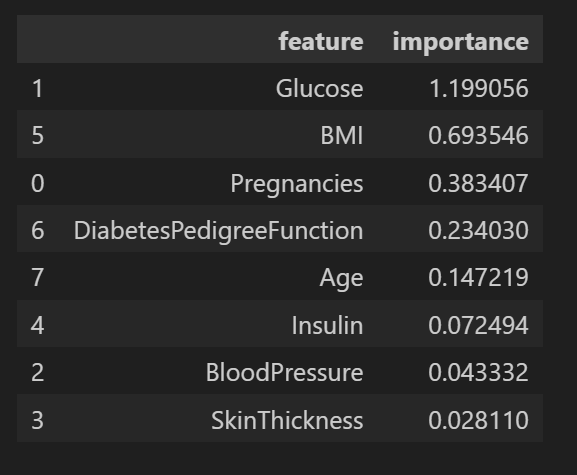 feature importance
1 Glucose 1.199056
5 BMI 0.693546
0 Pregnancies 0.383407
6 DiabetesPedigreeFunction 0.234030
7 Age 0.147219
4 Insulin 0.072494
2 BloodPressure 0.043332
3 SkinThickness 0.028110